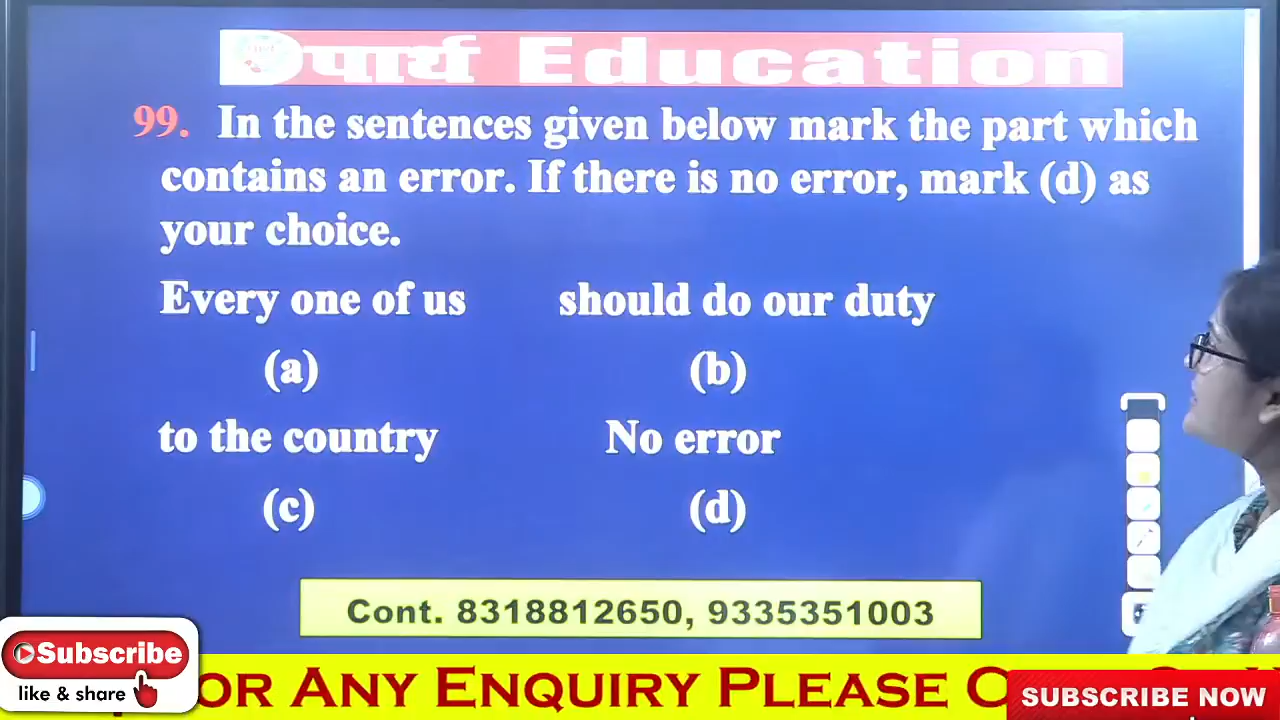 पार्थ Education
99. In the sentences given below mark the part which
contains an error. If there is no error, mark (d) as
your choice.
Every one of us should do our duty
(a) (b)
to the country No error
(c) (d)
Cont. 8318812650, 9335351003
Subscribe
like & share
OR ANY ENQUIRY PLEASE
SUBSCRIBE NOW